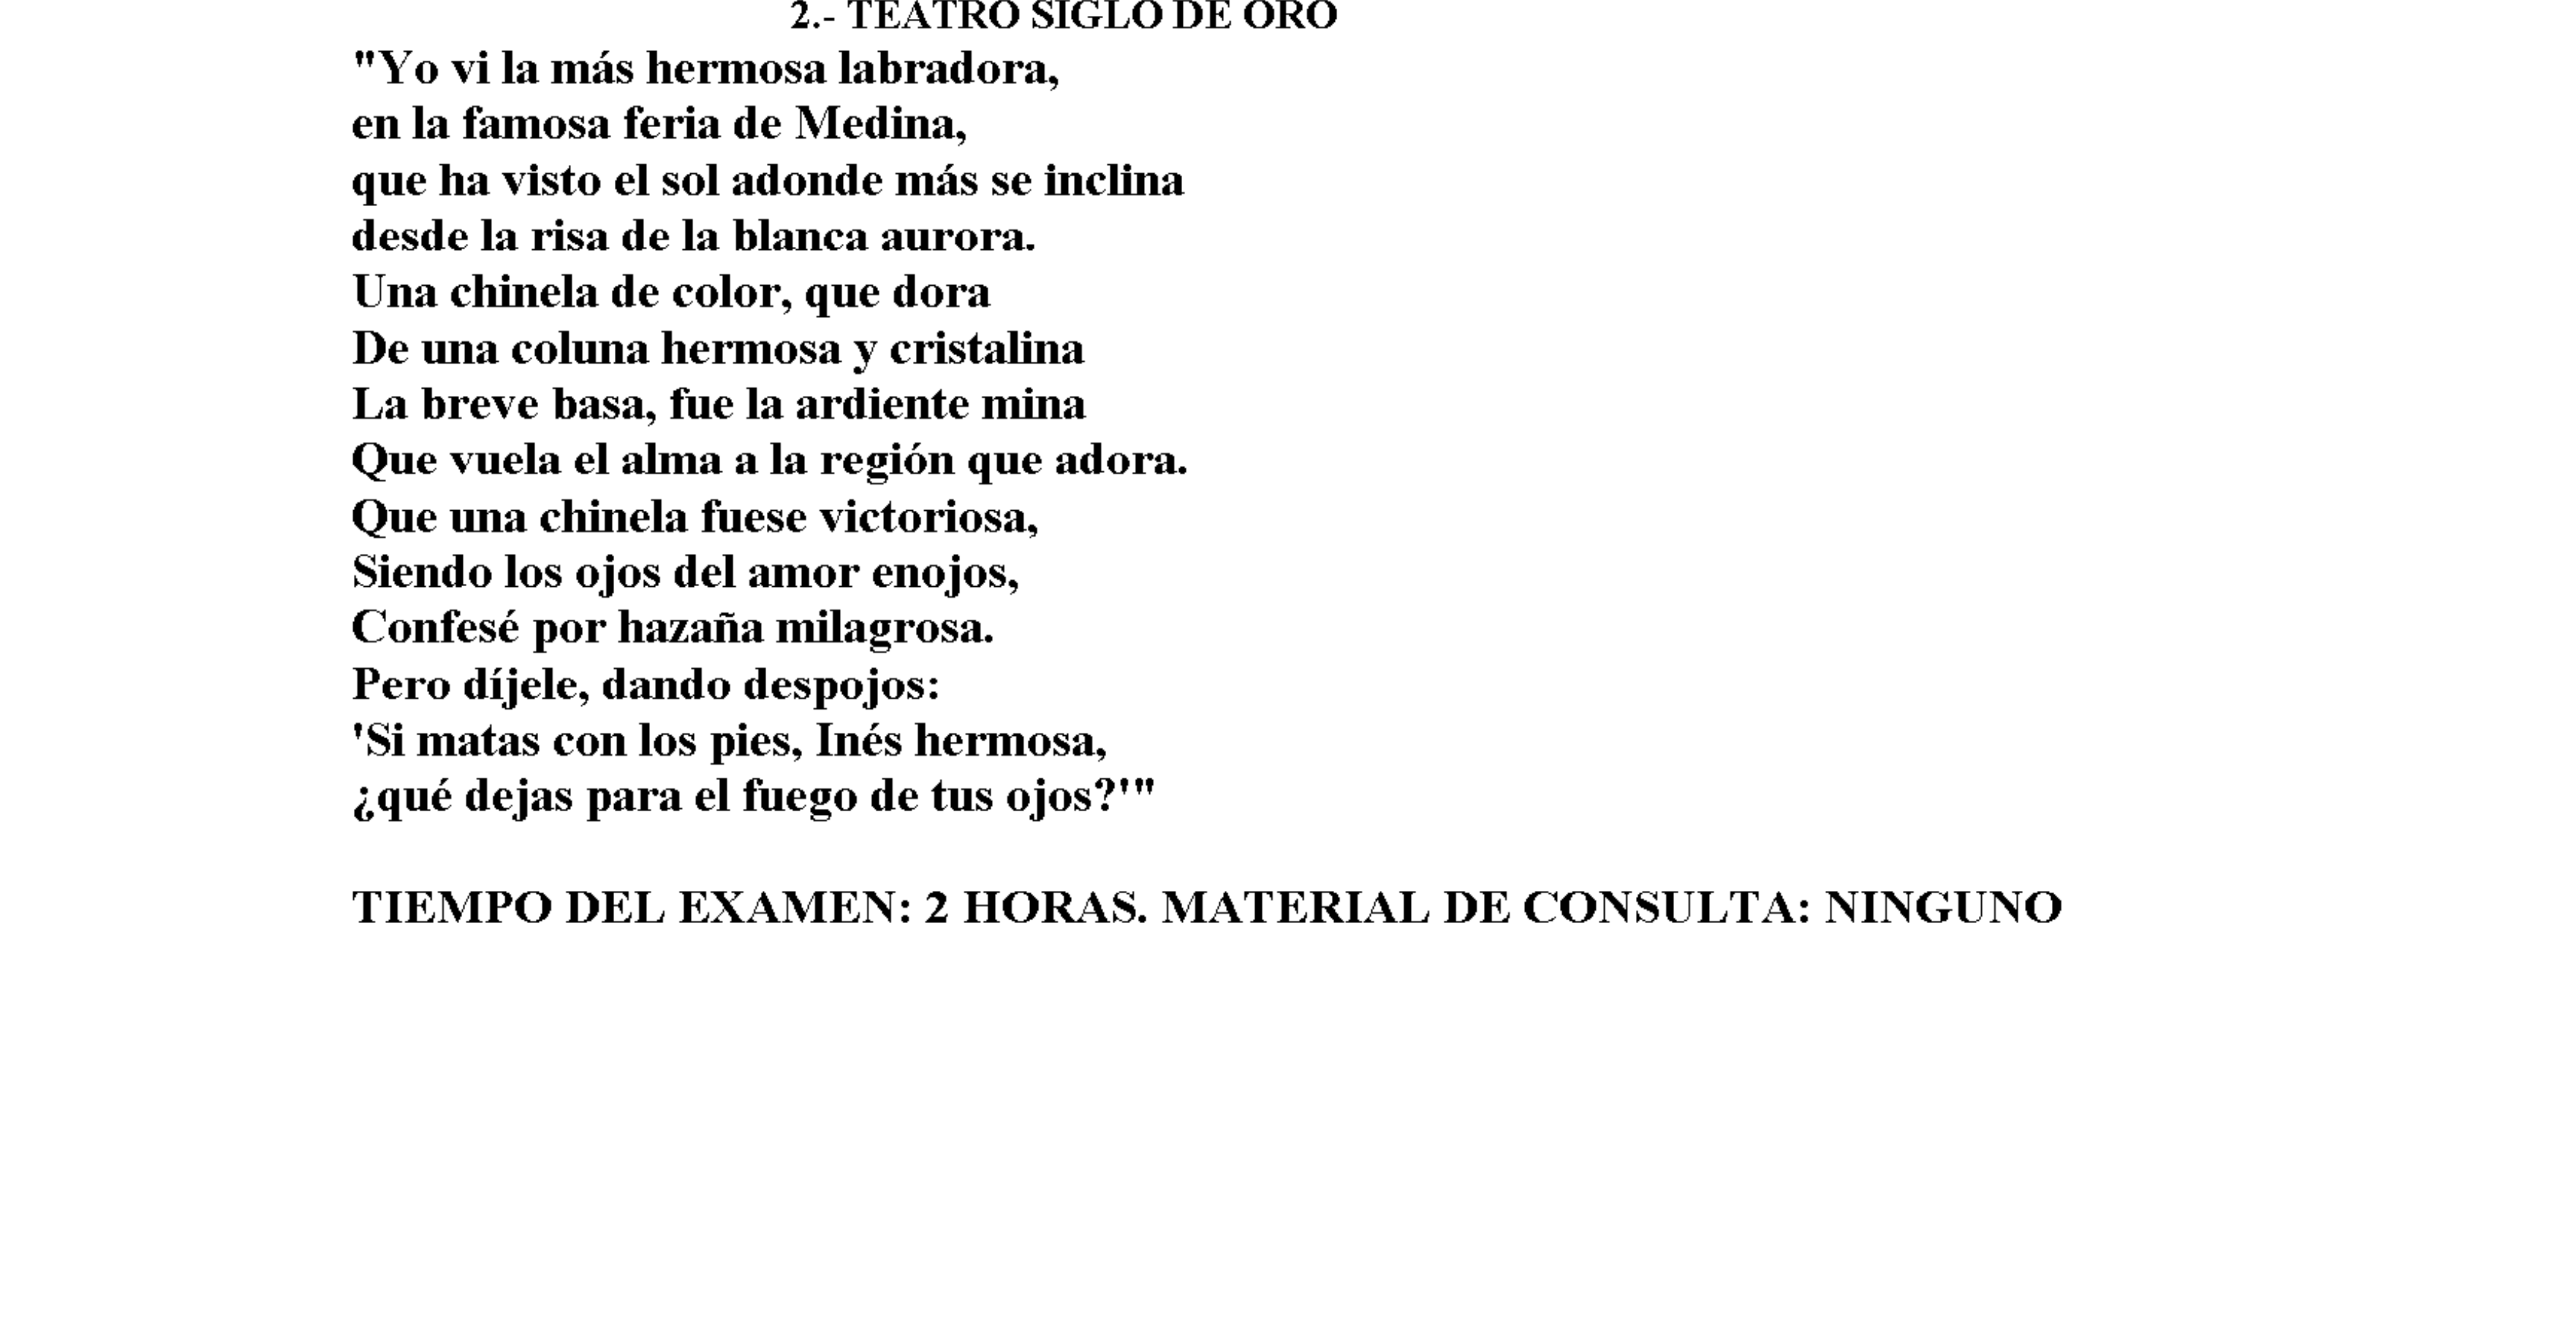 2.- TEATRO SIGLO DE ORO
"Yo vi la más hermosa labradora,
en la famosa feria de Medina,
que ha visto el sol adonde más se inclina
desde la risa de la blanca aurora.
Una chinela de color, que dora
De una coluna hermosa y cristalina
La breve basa, fue la ardiente mina
Que vuela el alma a la región que adora.
Que una chinela fuese victoriosa,
Siendo los ojos del amor enojos,
Confesé por hazaña milagrosa.
Pero díjele, dando despojos:
'Si matas con los pies, Inés hermosa,
¿qué dejas para el fuego de tus ojos?'"
TIEMPO DEL EXAMEN: 2 HORAS. MATERIAL DE CONSULTA: NINGUNO